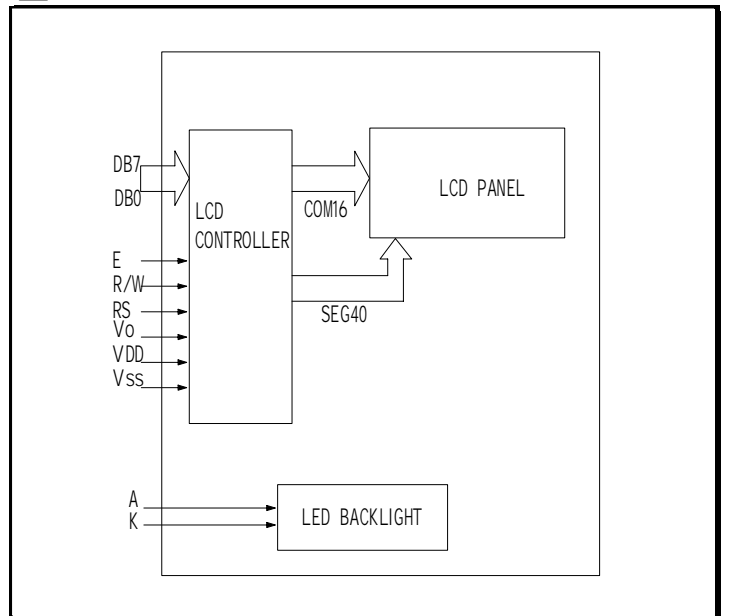 DB7
DB0
LCD
CONTROLLER
COM16
LCD PANEL
SEG40
E
R/W
RS
Vo
VDD
Vss
A
K
LED BACKLIGHT